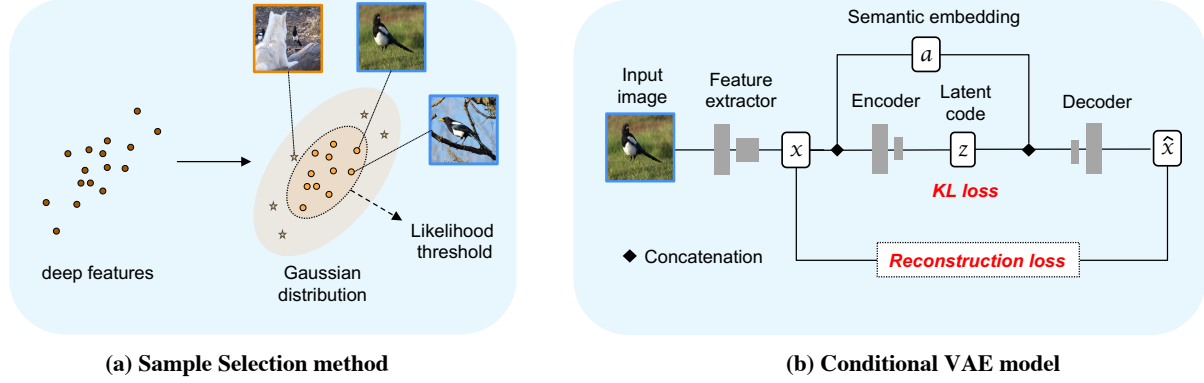 deep features
Gaussian
distribution
Likelihood
threshold
(a) Sample Selection method
Semantic embedding
a
Input
image
Feature
extractor
Encoder
Latent
code
Decoder
x
z
x̂
KL loss
Concatenation
Reconstruction loss
(b) Conditional VAE model